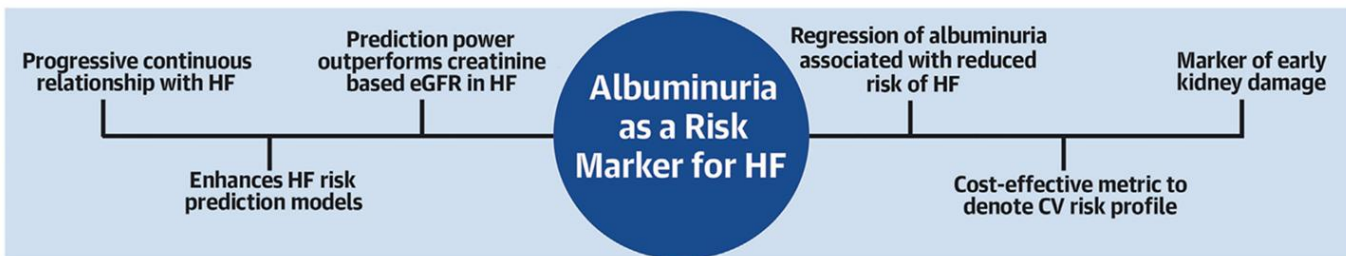 Progressive continuous
relationship with HF
Prediction power
outperforms creatinine
based eGFR in HF
Enhances HF risk
prediction models
Albuminuria
as a Risk
Marker for HF
Regression of albuminuria
associated with reduced
risk of HF
Marker of early
kidney damage
Cost-effective metric to
denote CV risk profile